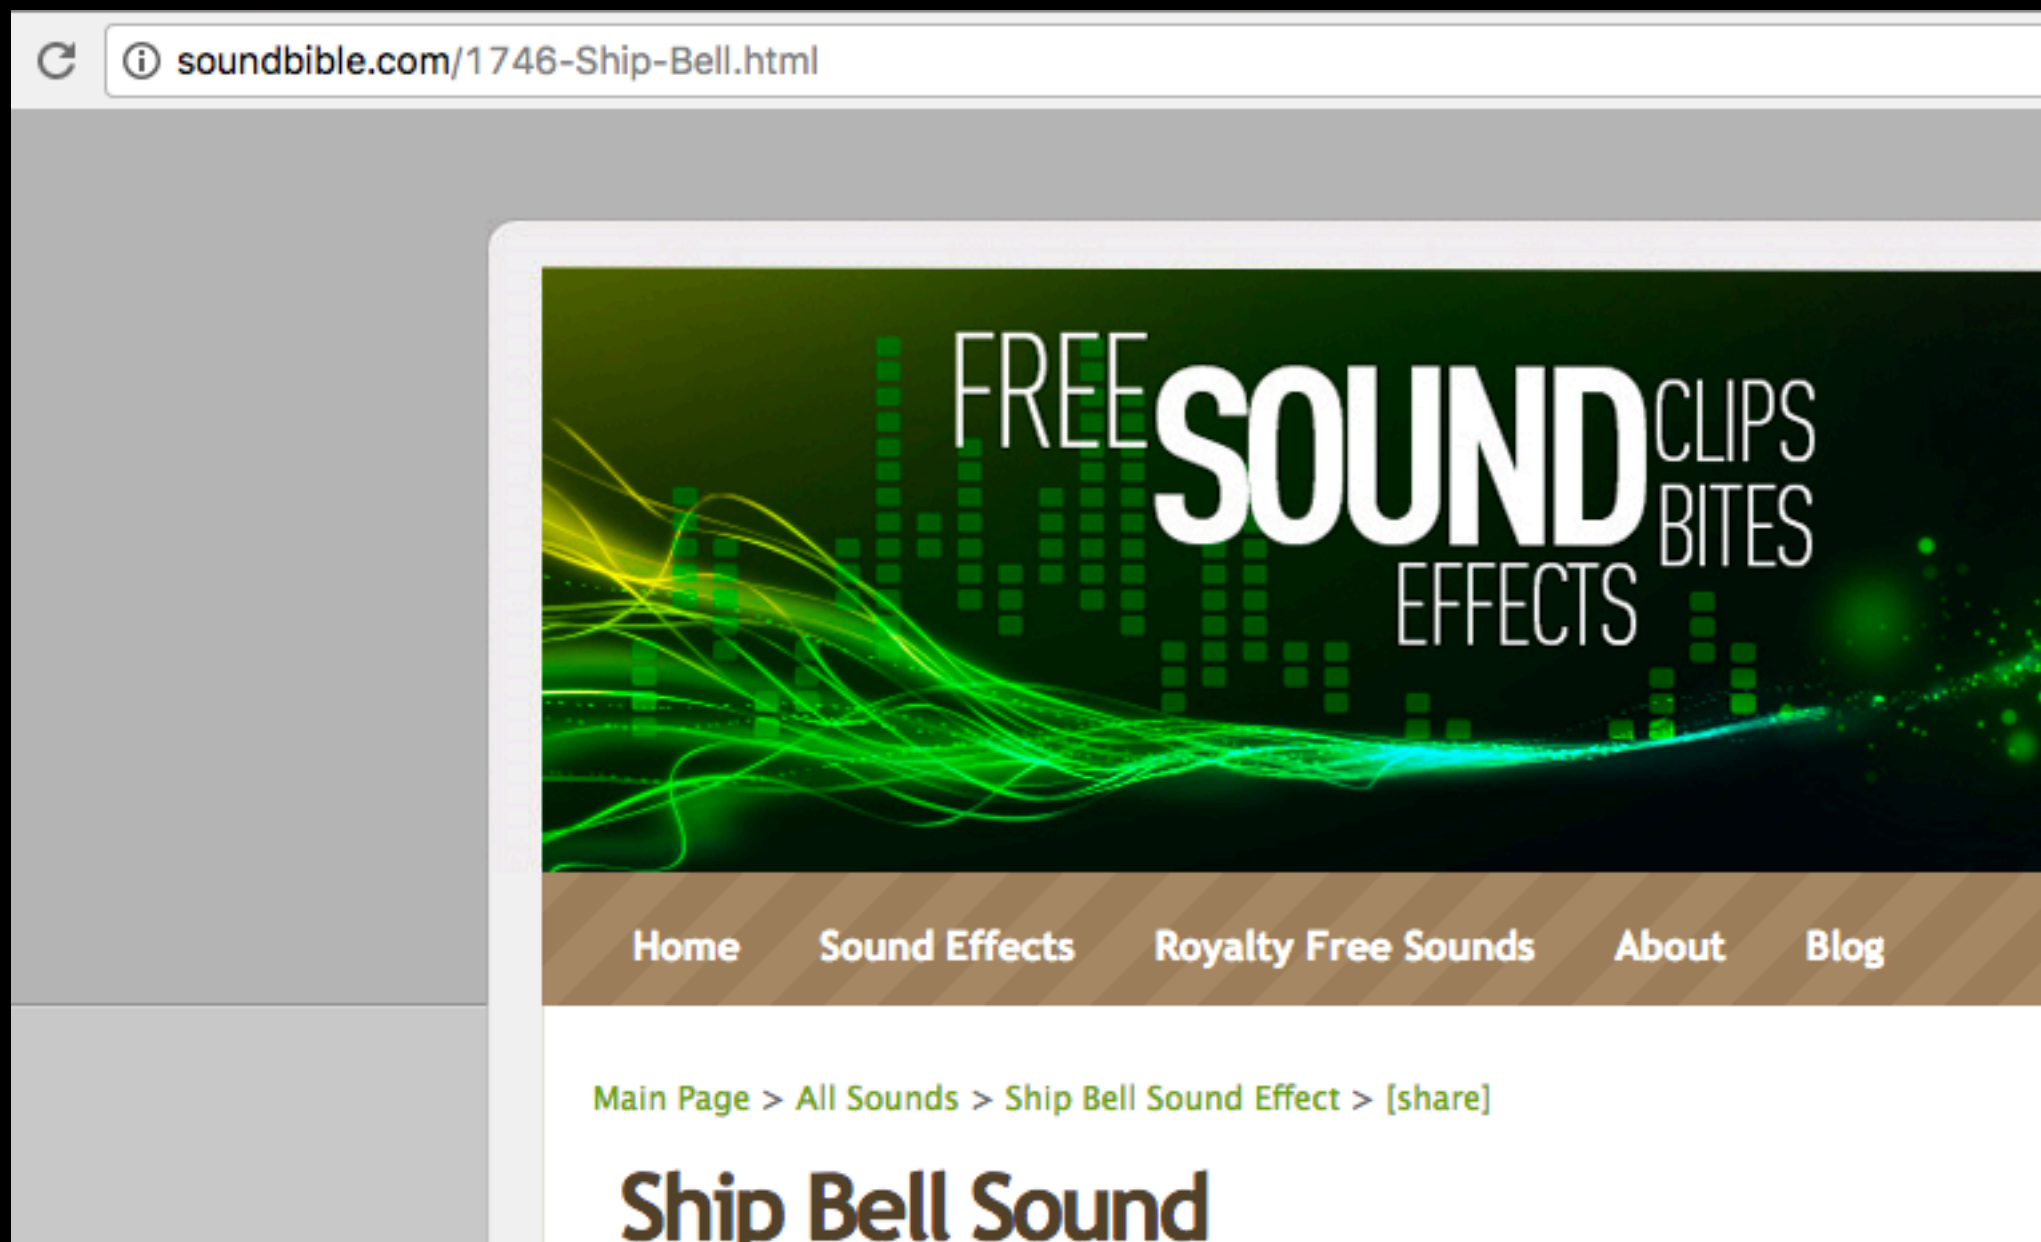 soundbible.com/1746-Ship-Bell.html
FREE SOUND CLIPS
BITES
EFFECTS
Home Sound Effects Royalty Free Sounds About Blog
Main Page > All Sounds > Ship Bell Sound Effect > [share]
Ship Bell Sound